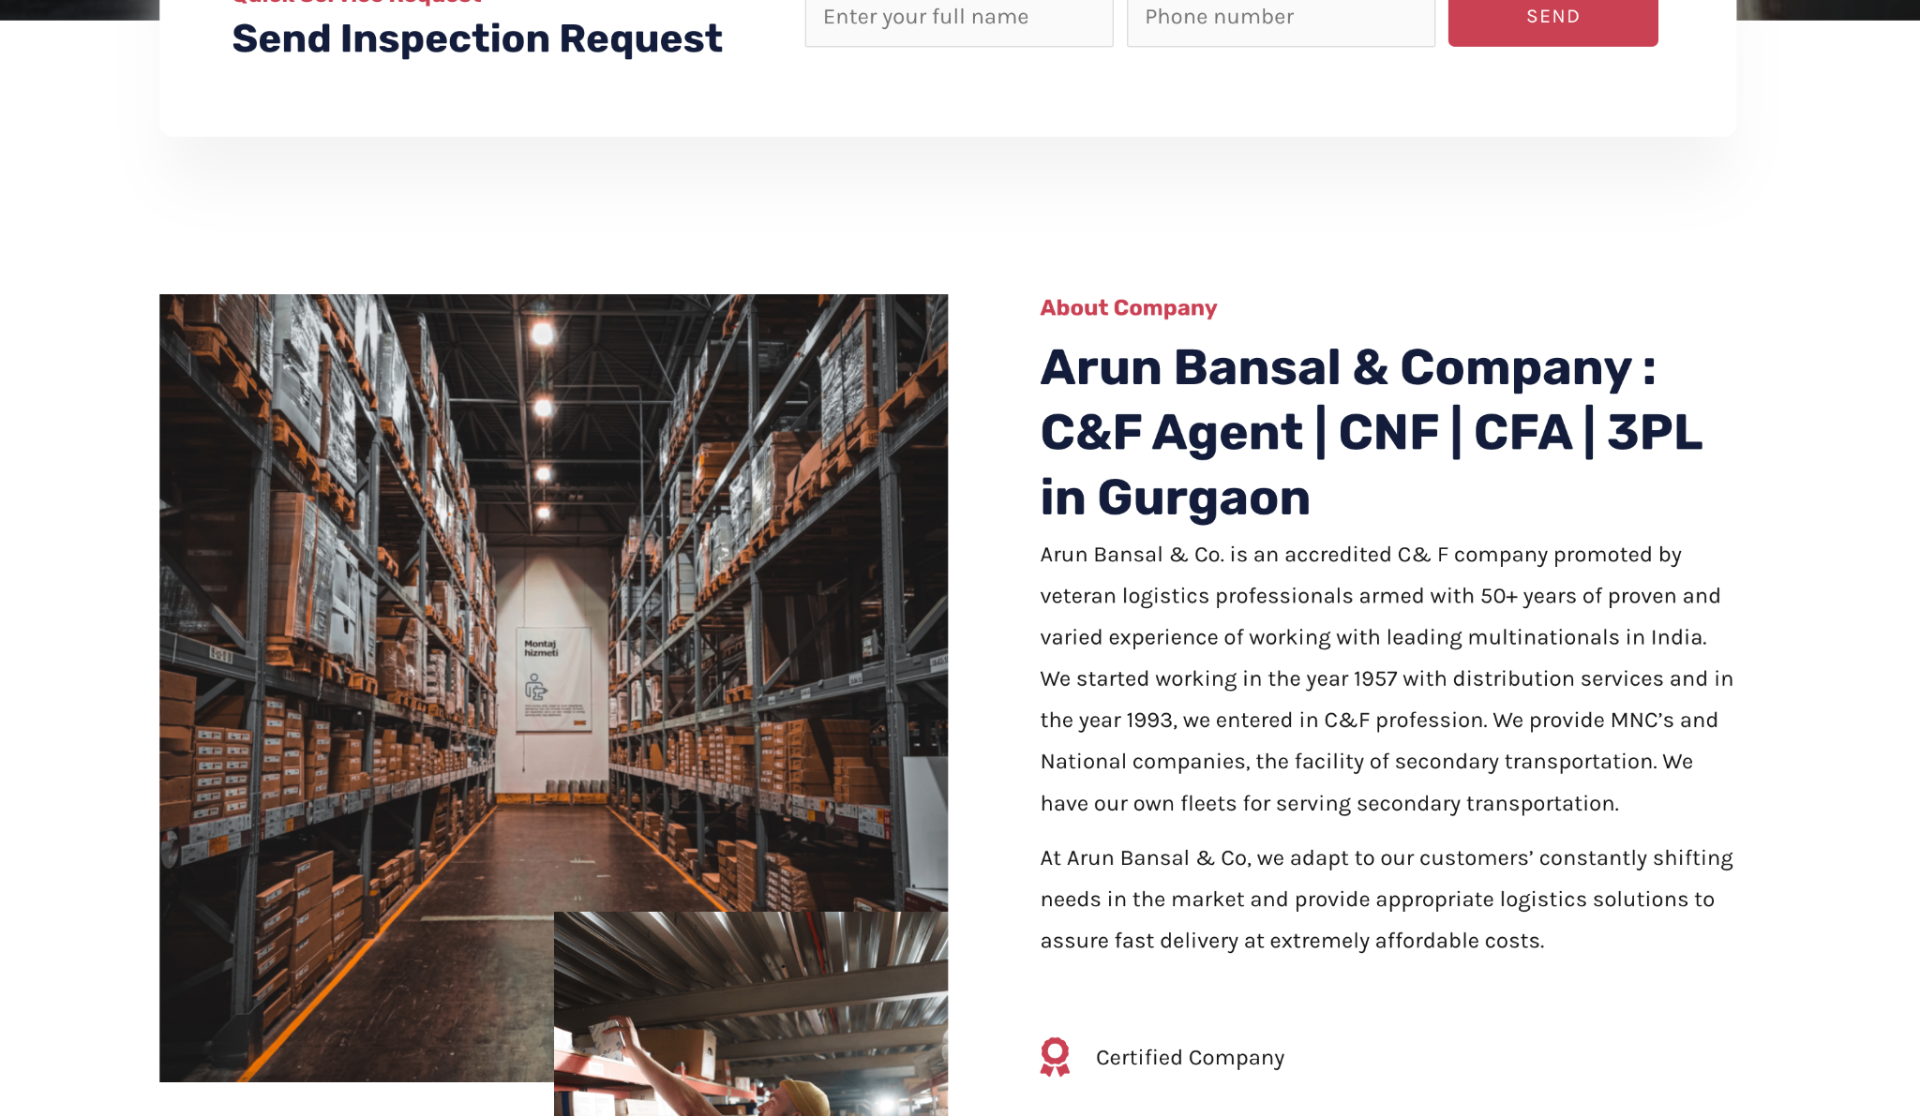 Quick Service Request
Send Inspection Request
Enter your full name
Phone number
SEND
Montaj
hizmeti
About Company
Arun Bansal & Company :
C&F Agent | CNF | CFA | 3PL
in Gurgaon
Arun Bansal & Co. is an accredited C& F company promoted by
veteran logistics professionals armed with 50+ years of proven and
varied experience of working with leading multinationals in India.
We started working in the year 1957 with distribution services and in
the year 1993, we entered in C&F profession. We provide MNC’s and
National companies, the facility of secondary transportation. We
have our own fleets for serving secondary transportation.
At Arun Bansal & Co, we adapt to our customers’ constantly shifting
needs in the market and provide appropriate logistics solutions to
assure fast delivery at extremely affordable costs.
Certified Company